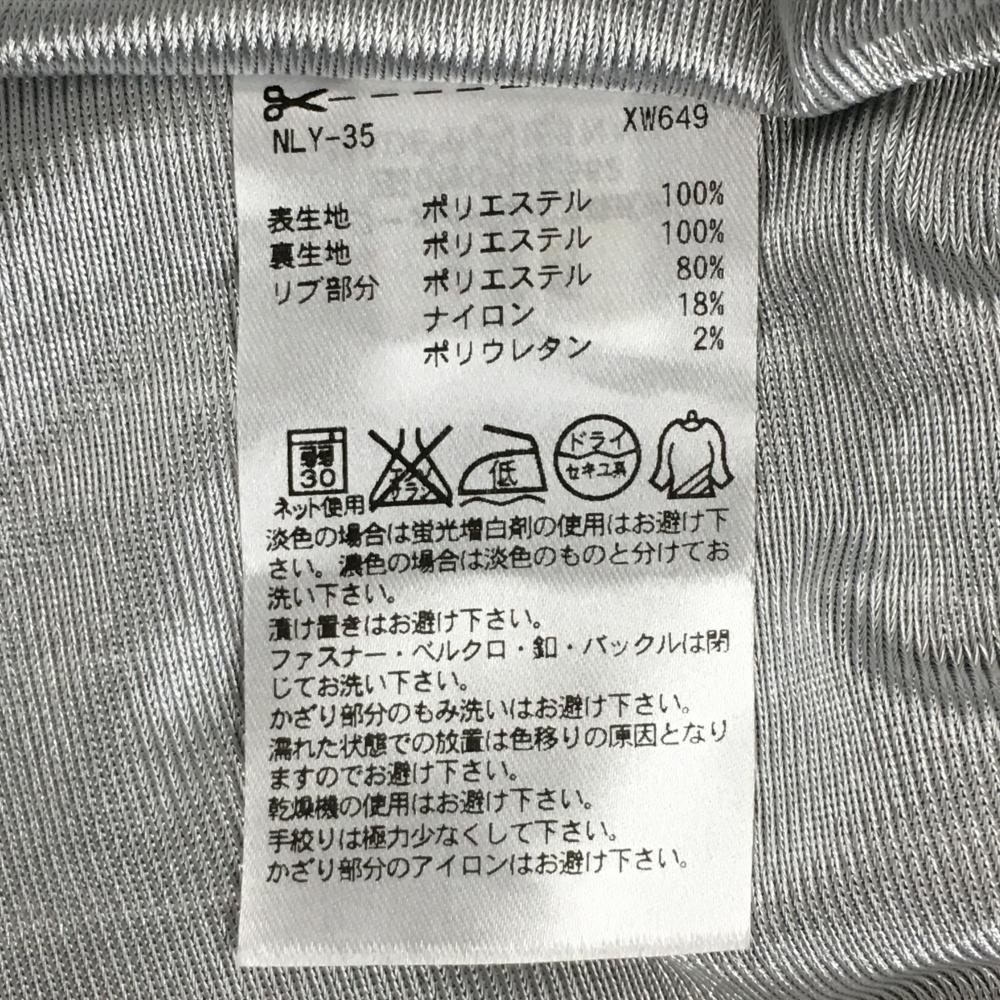 NLY-35 XW649
表生地 ポリエステル 100%
裏生地 ポリエステル 100%
リブ部分 ポリエステル 80%
ナイロン 18%
ポリウレタン 2%
弱
30
ネット使用
エンソ
サラシ
低
ドライ
セキユ系
淡色の場合は蛍光増白剤の使用はお避け下
さい。濃色の場合は淡色のものと分けてお
洗い下さい。
漬け置きはお避け下さい。
ファスナー・ベルクロ・釦・バックルは閉
じてお洗い下さい。
かざり部分のもみ洗いはお避け下さい。
濡れた状態での放置は色移りの原因となり
ますのでお避け下さい。
乾燥機の使用はお避け下さい。
手絞りは極力少なくして下さい。
かざり部分のアイロンはお避け下さい。